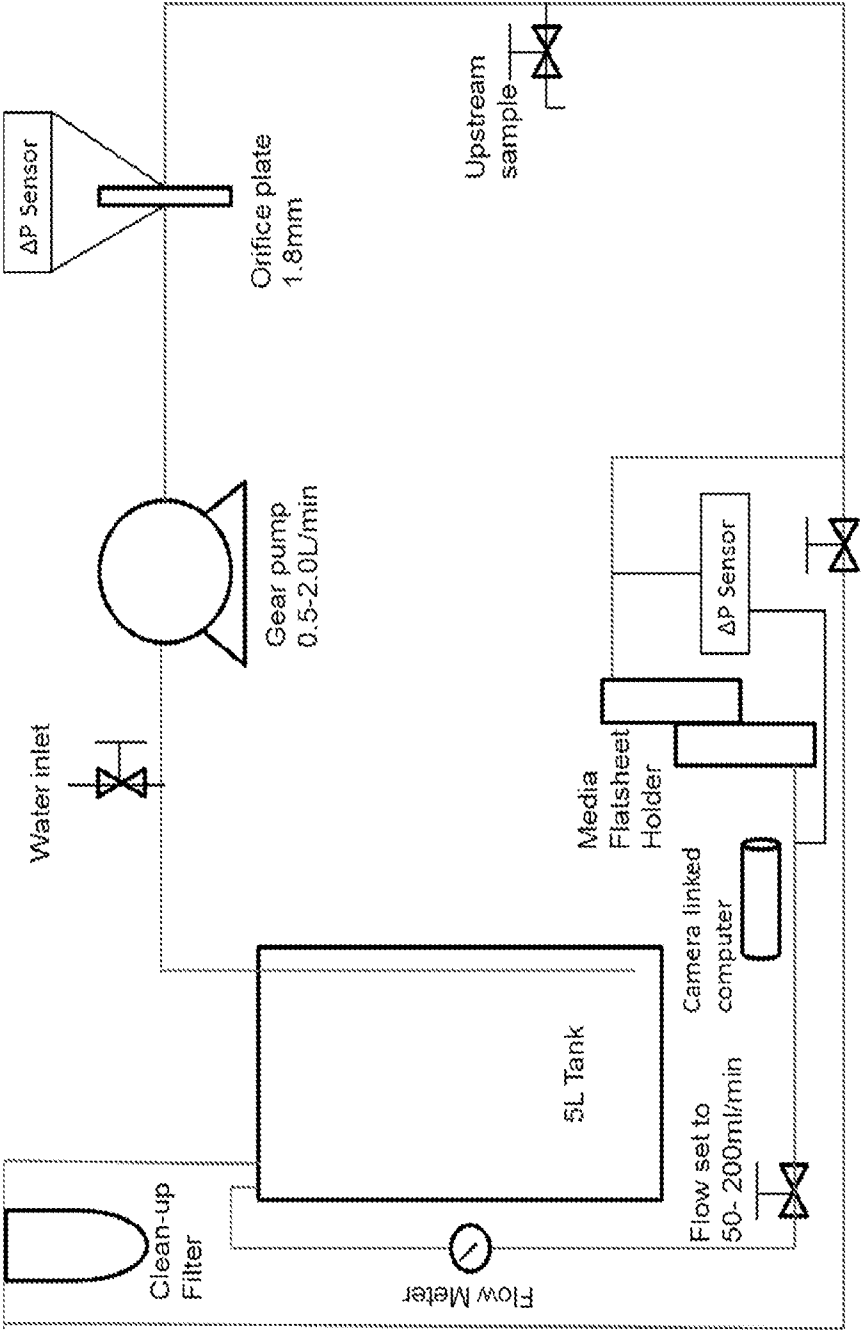 ΔP Sensor
Orifice plate
1.8mm
Upstream
sample
Gear pump
0.5-2.0L/min
ΔP Sensor
Water inlet
Media
Flatsheet
Holder
Camera linked
computer
5L Tank
Flow set to
50- 200ml/min
Clean-up
Filter
Flow Meter